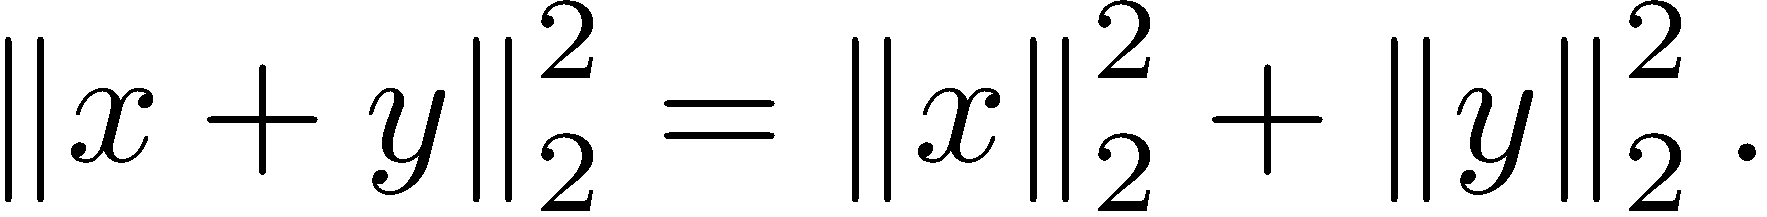 ‖x + y‖₂² = ‖x‖₂² + ‖y‖₂².